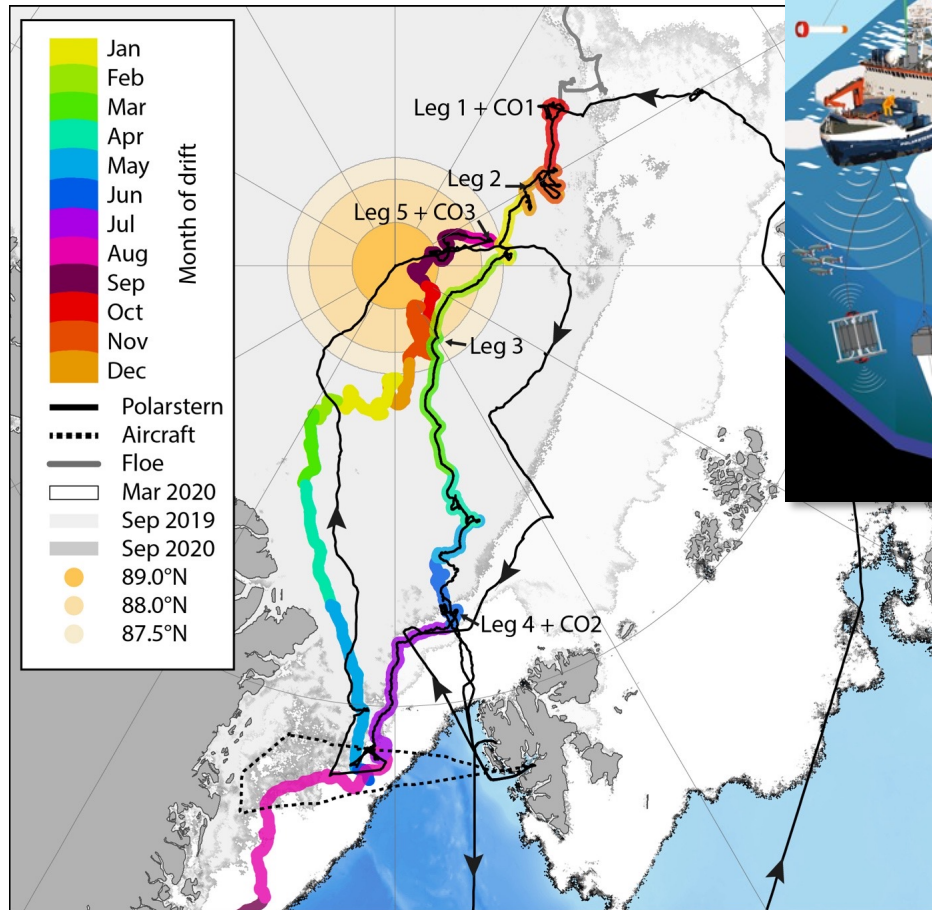 Jan
Feb
Mar
Apr
May
Jun
Jul
Aug
Sep
Oct
Nov
Dec
Month of drift
Polarstern
Aircraft
Floe
Mar 2020
Sep 2019
Sep 2020
89.0°N
88.0°N
87.5°N
Leg 1 + CO1
Leg 2
Leg 5 + CO3
Leg 3
Leg 4 + CO2